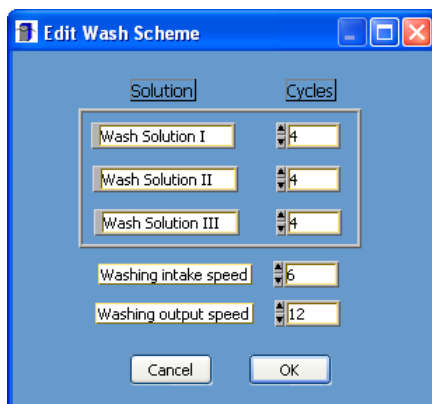 Edit Wash Scheme
Solution Cycles
Wash Solution I 4
Wash Solution II 4
Wash Solution III 4
Washing intake speed 6
Washing output speed 12
Cancel OK